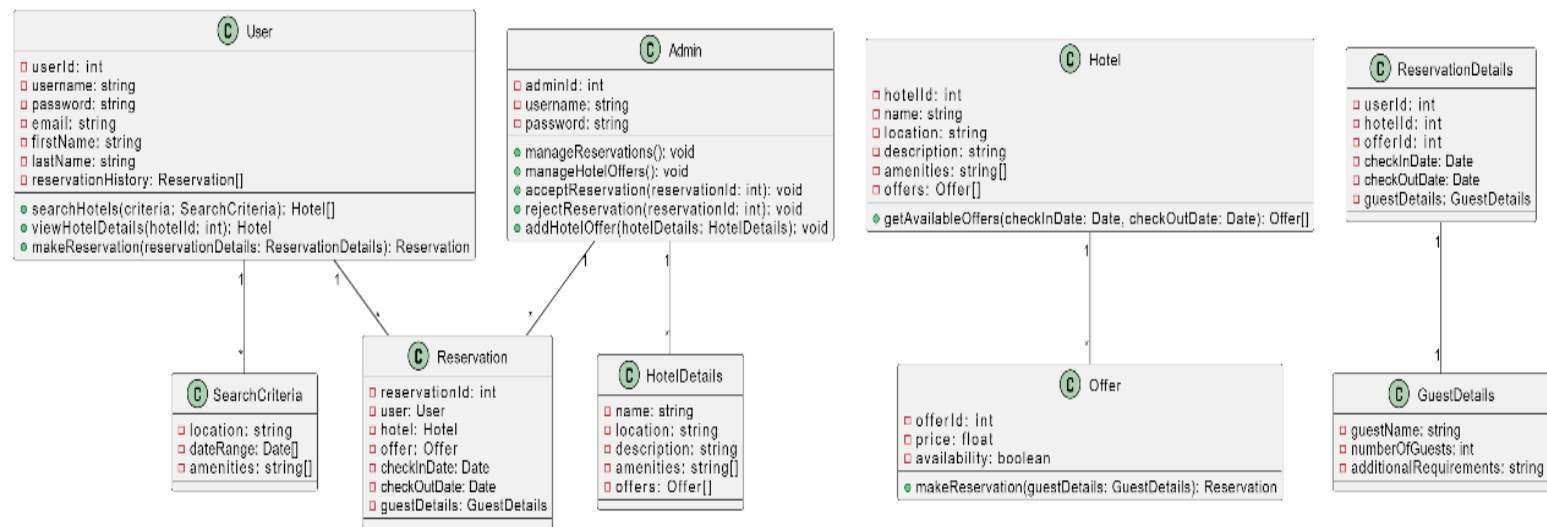 C User
userId: int
username: string
password: string
email: string
firstName: string
lastName: string
reservationHistory: Reservation[]
searchHotels(criteria: SearchCriteria): Hotel[]
viewHotelDetails(hotelId: int): Hotel
makeReservation(reservationDetails: ReservationDetails): Reservation
C Admin
adminId: int
username: string
password: string
manageReservations(): void
manageHotelOffers(): void
acceptReservation(reservationId: int): void
rejectReservation(reservationId: int): void
addHotelOffer(hotelDetails: HotelDetails): void
C Hotel
hotelId: int
name: string
location: string
description: string
amenities: string[]
offers: Offer[]
getAvailableOffers(checkInDate: Date, checkOutDate: Date): Offer[]
C ReservationDetails
userId: int
hotelId: int
offerId: int
checkInDate: Date
checkOutDate: Date
guestDetails: GuestDetails
1 1 1 1 1 1
* * * * * 1
C SearchCriteria
location: string
dateRange: Date[]
amenities: string[]
C Reservation
reservationId: int
user: User
hotel: Hotel
offer: Offer
checkInDate: Date
checkOutDate: Date
guestDetails: GuestDetails
C HotelDetails
name: string
location: string
description: string
amenities: string[]
offers: Offer[]
C Offer
offerId: int
price: float
availability: boolean
makeReservation(guestDetails: GuestDetails): Reservation
C GuestDetails
guestName: string
numberOfGuests: int
additionalRequirements: string